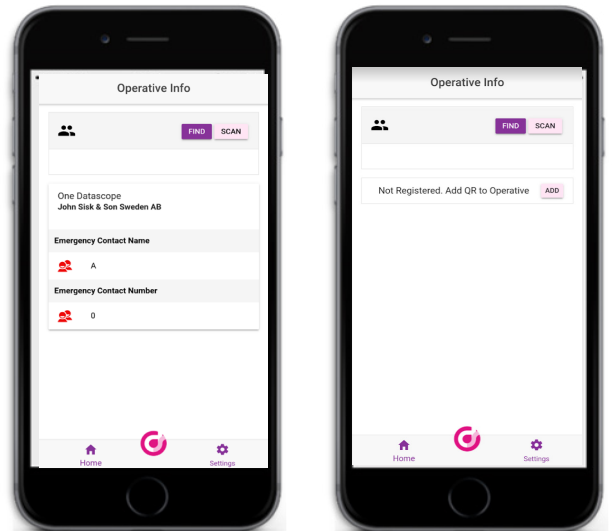 Operative Info
FIND SCAN
One Datascope
John Sisk & Son Sweden AB
Emergency Contact Name
A
Emergency Contact Number
0
Home
Settings
Operative Info
FIND SCAN
Not Registered. Add QR to Operative ADD
Home
Settings